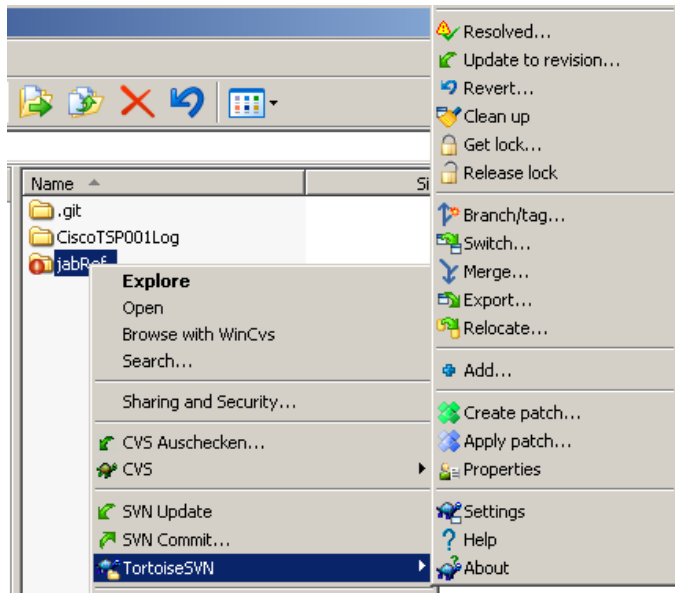 Name
Si
.git
CiscoTSP001Log
jabRef
Explore
Open
Browse with WinCvs
Search...
Sharing and Security...
CVS Auschecken...
CVS
SVN Update
SVN Commit...
TortoiseSVN
Resolved...
Update to revision...
Revert...
Clean up
Get lock...
Release lock
Branch/tag...
Switch...
Merge...
Export...
Relocate...
Add...
Create patch...
Apply patch...
Properties
Settings
Help
About